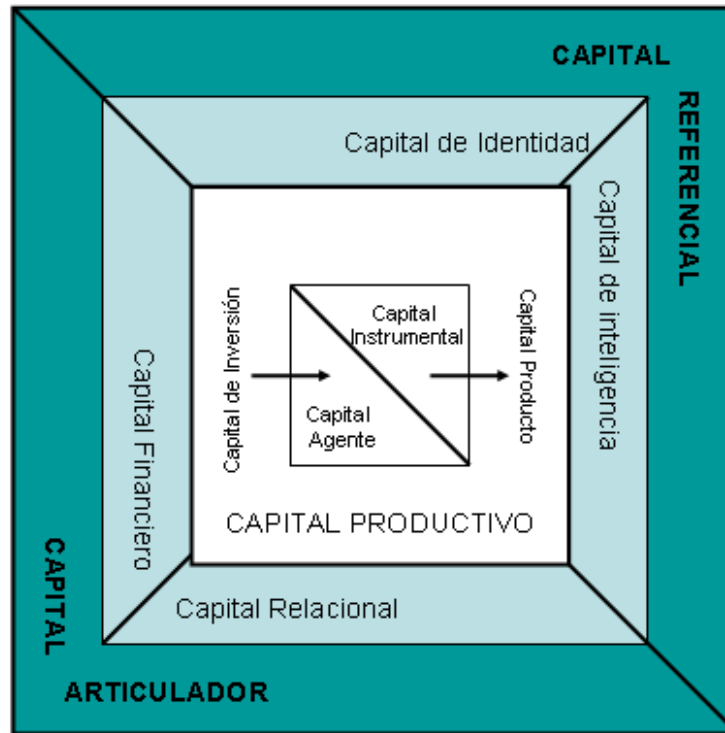 CAPITAL
REFERENCIAL
Capital de Identidad
Capital de inteligencia
Capital de Inversión
Capital
Instrumental
Capital Producto
Capital
Agente
Capital Financiero
CAPITAL PRODUCTIVO
Capital Relacional
CAPITAL
ARTICULADOR